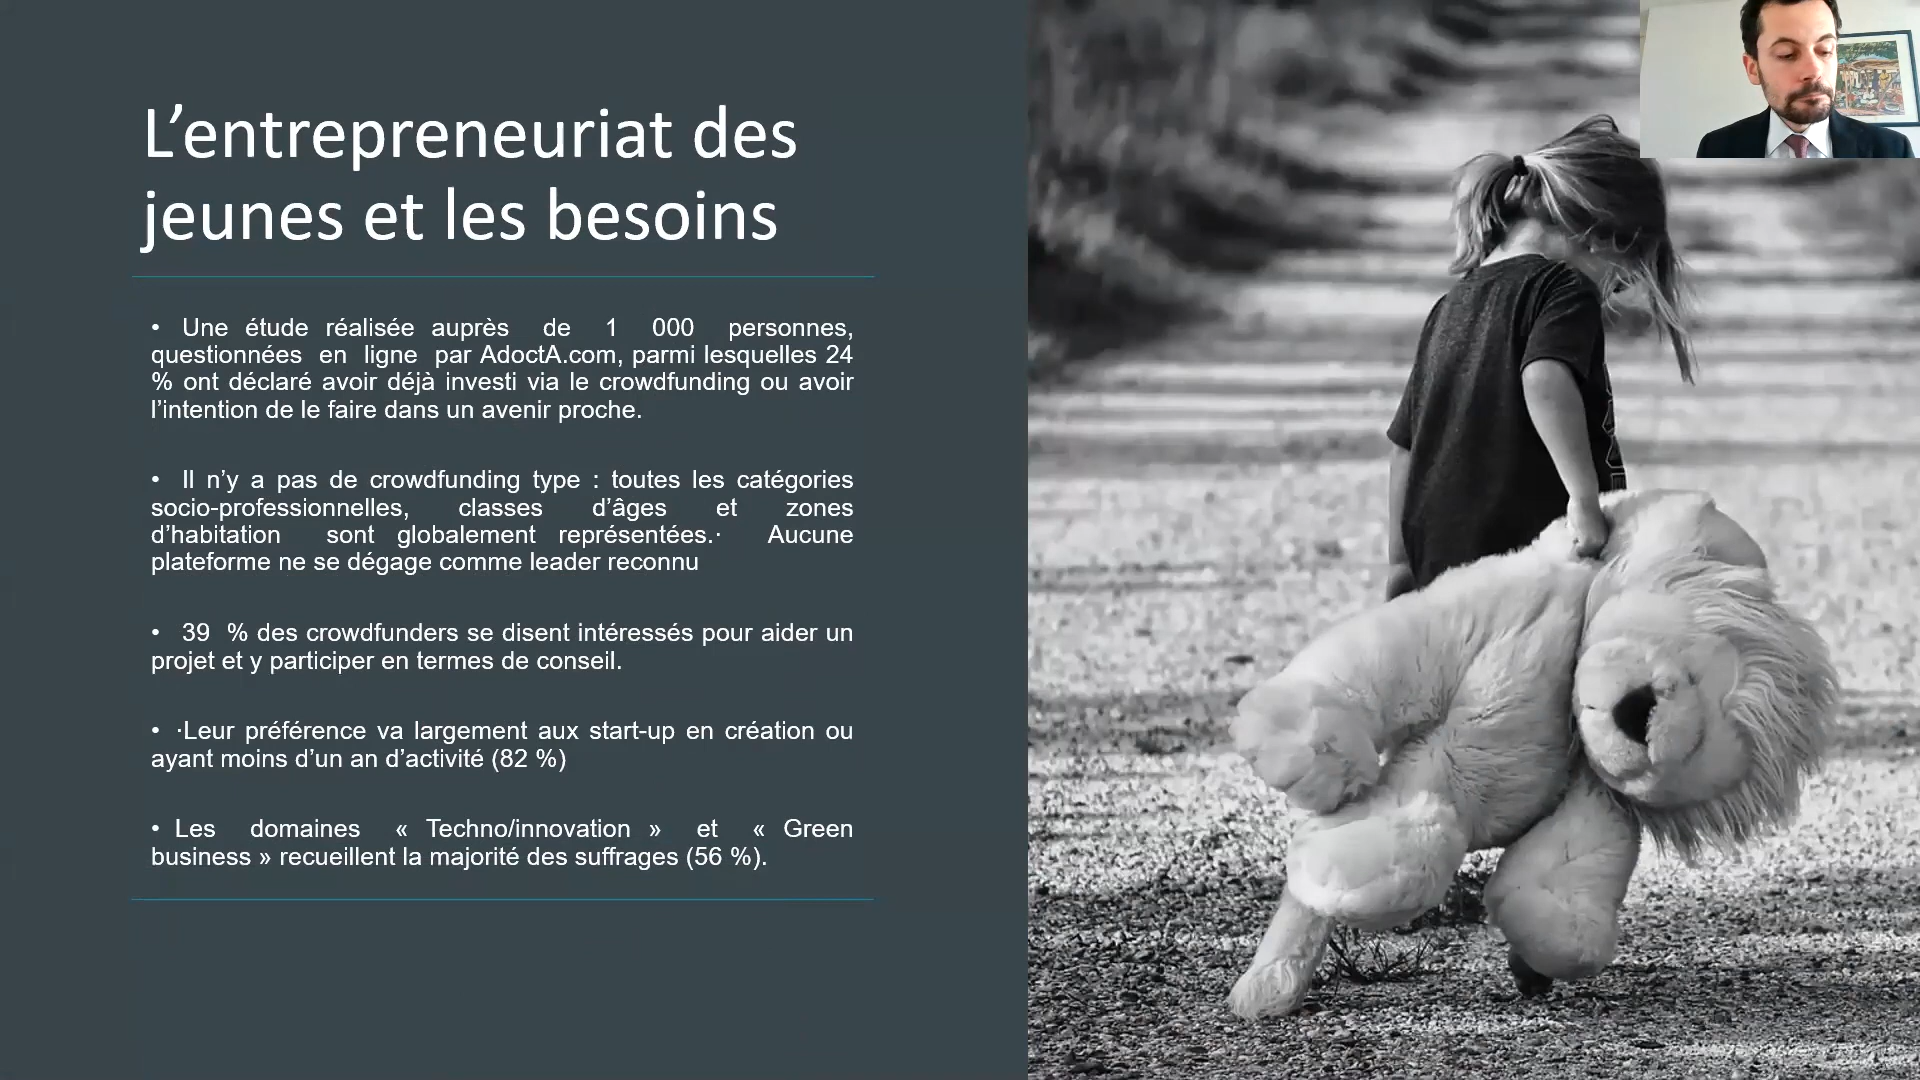 L’entrepreneuriat des
jeunes et les besoins
• Une étude réalisée auprès de 1 000 personnes,
questionnées en ligne par AdoctA.com, parmi lesquelles 24
% ont déclaré avoir déjà investi via le crowdfunding ou avoir
l’intention de le faire dans un avenir proche.
• Il n’y a pas de crowdfunding type : toutes les catégories
socio-professionnelles, classes d’âges et zones
d’habitation sont globalement représentées.· Aucune
plateforme ne se dégage comme leader reconnu
• 39 % des crowdfunders se disent intéressés pour aider un
projet et y participer en termes de conseil.
• ·Leur préférence va largement aux start-up en création ou
ayant moins d’un an d’activité (82 %)
• Les domaines « Techno/innovation » et « Green
business » recueillent la majorité des suffrages (56 %).